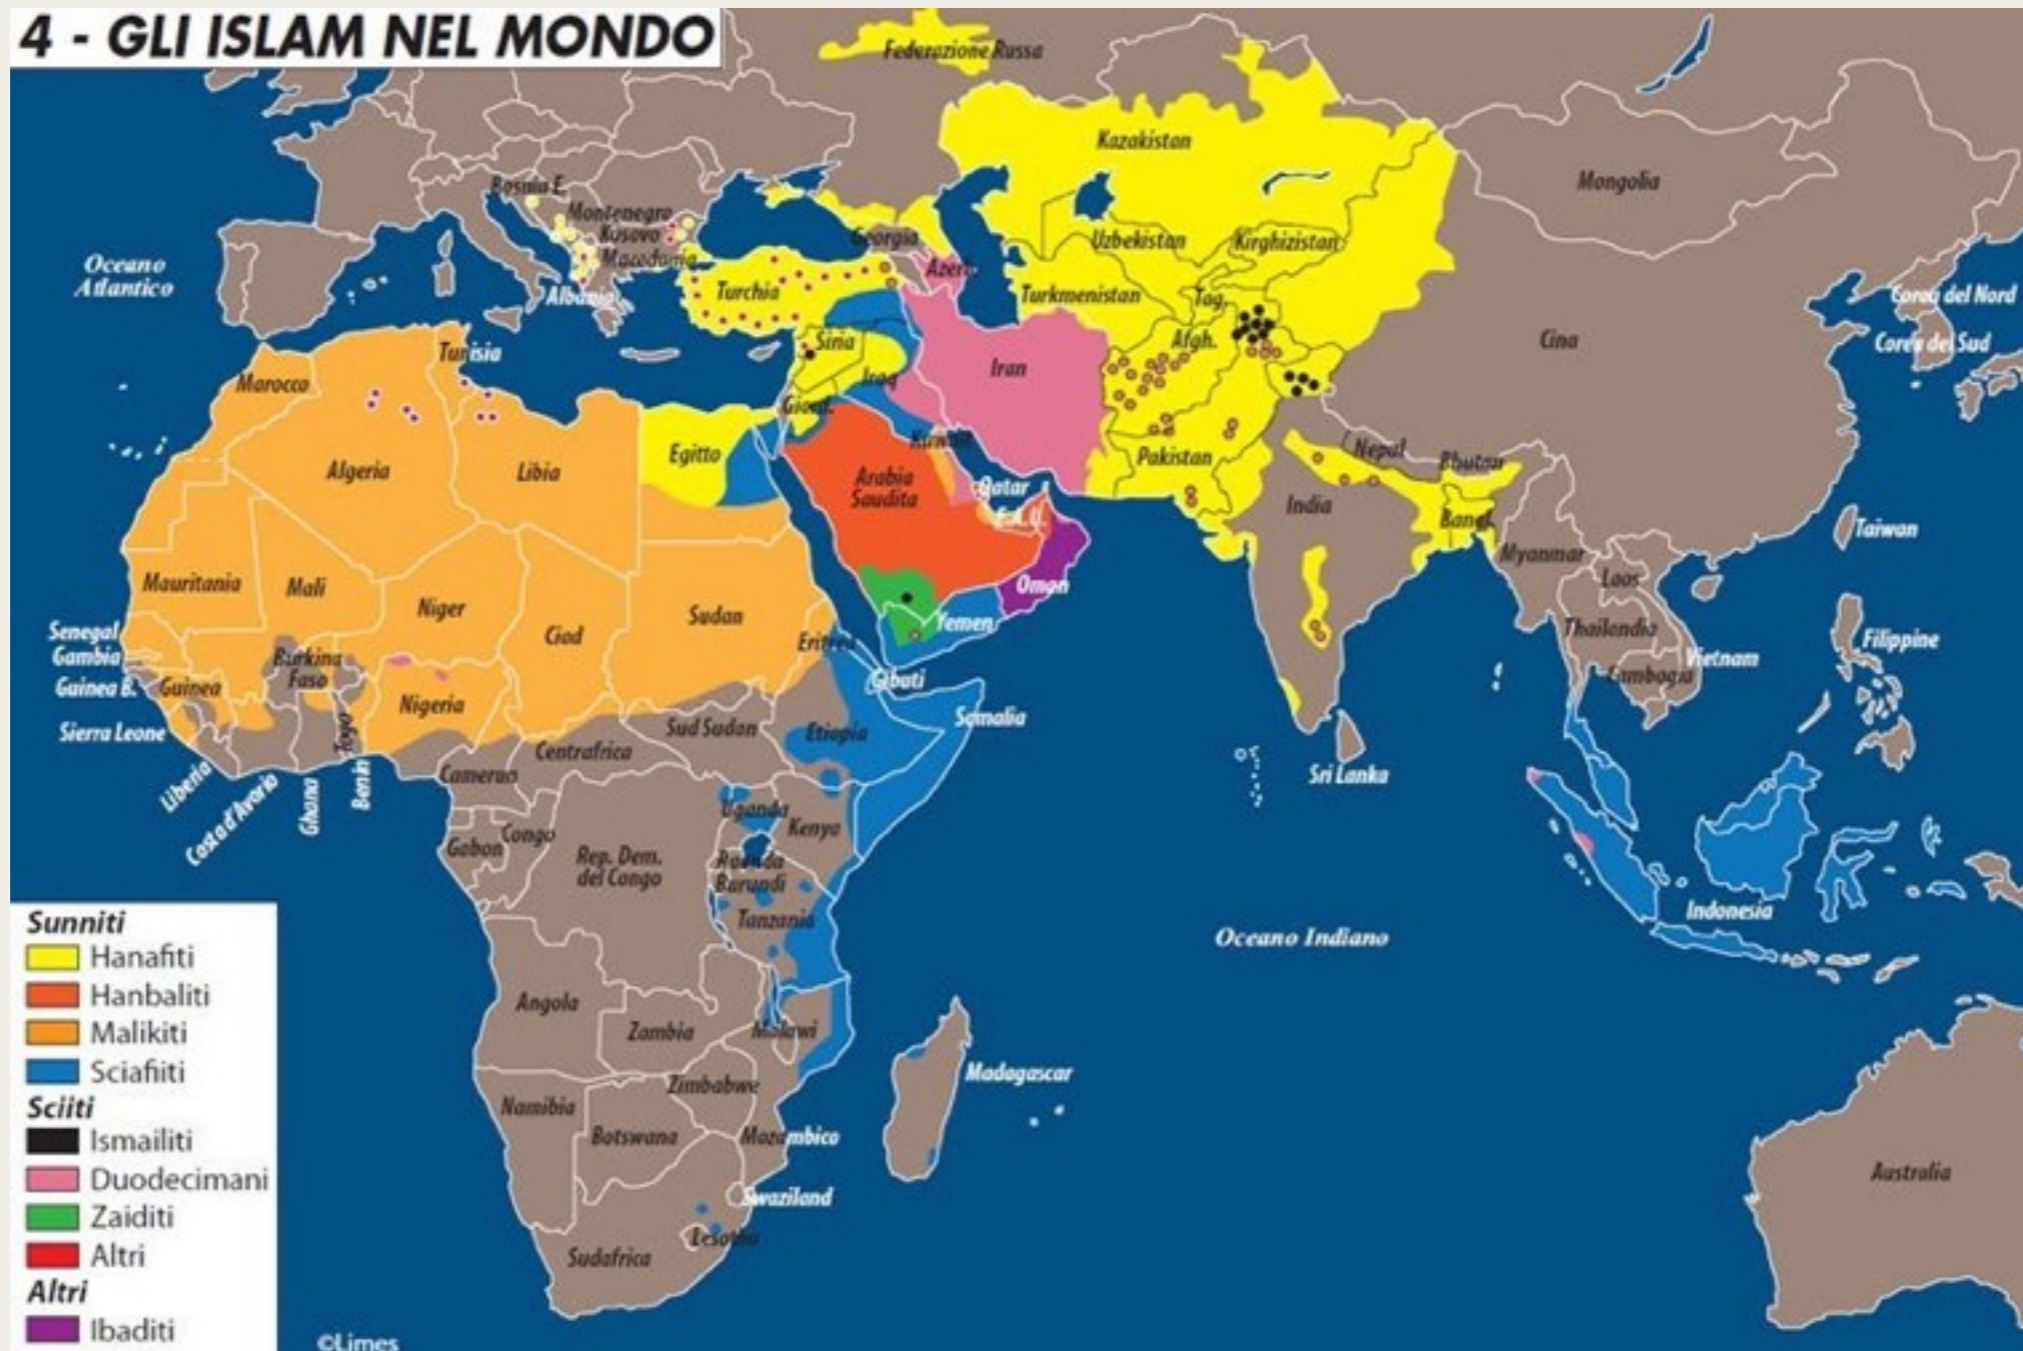 4 - GLI ISLAM NEL MONDO
Federazione Russa
Kazakistan
Mongolia
Bosnia E.
Montenegro
Kosovo
Macedonia
Albania
Georgia
Azerb.
Uzbekistan
Kirghizistan
Oceano
Atlantico
Turchia
Turkmenistan
Tag.
Corea del Nord
Corea del Sud
Cina
Siria
Afgh.
Iran
Iraq
Tunisia
Marocco
Giord.
Kuwait
Egitto
Algeria
Libia
Arabia
Saudita
Qatar
E.A.U.
Pakistan
Nepal
Bhutan
India
Bangl.
Myanmar
Laos
Taiwan
Mauritania
Mali
Niger
Ciad
Sudan
Eritrea
Oman
Yemen
Gibuti
Thailandia
Vietnam
Cambogia
Filippine
Senegal
Gambia
Guinea B.
Guinea
Burkina
Faso
Nigeria
Sierra Leone
Liberia
Costa d'Avorio
Ghana
Togo
Benin
Camerun
Centrafrica
Sud Sudan
Etiopia
Somalia
Sri Lanka
Gabon
Congo
Rep. Dem.
del Congo
Uganda
Kenya
Ruanda
Burundi
Tanzania
Indonesia
Oceano Indiano
Angola
Zambia
Malawi
Madagascar
Zimbabwe
Namibia
Botswana
Mozambico
Swaziland
Lesotho
Sudafrica
Australia
Sunniti
Hanafiti
Hanbaliti
Malikiti
Sciafiiti
Sciiti
Ismailiti
Duodecimani
Zaiditi
Altri
Altri
Ibaditi
©Limes